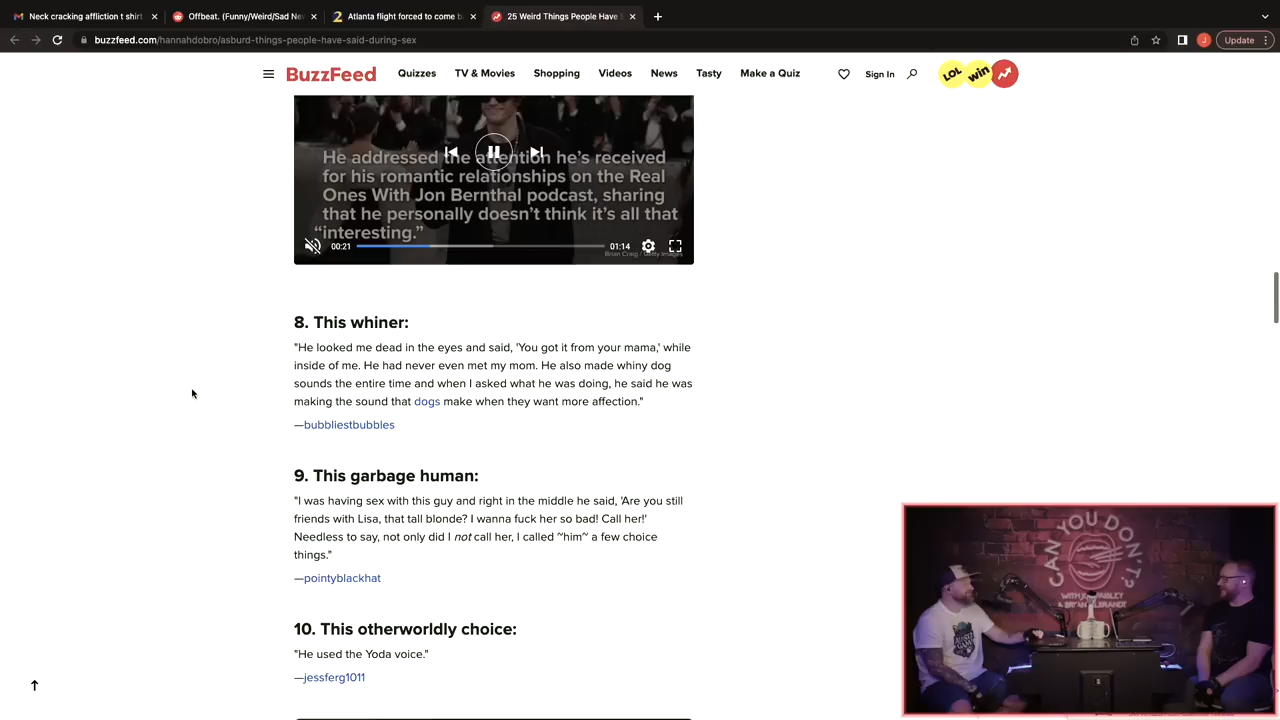 Neck cracking affliction t shirt
Offbeat. (Funny/Weird/Sad Ne
Atlanta flight forced to come b
25 Weird Things People Have
buzzfeed.com/hannahdobro/asburd-things-people-have-said-during-sex
Update
BuzzFeed
Quizzes
TV & Movies
Shopping
Videos
News
Tasty
Make a Quiz
Sign In
LOL
win
He addressed the attention he's received
for his romantic relationships on the Real
Ones With Jon Bernthal podcast, sharing
that he personally doesn't think it's all that
"interesting."
00:21
01:14
Brian Craig / Getty Images
8. This whiner:
"He looked me dead in the eyes and said, 'You got it from your mama,' while
inside of me. He had never even met my mom. He also made whiny dog
sounds the entire time and when I asked what he was doing, he said he was
making the sound that dogs make when they want more affection."
—bubbliestbubbles
9. This garbage human:
"I was having sex with this guy and right in the middle he said, 'Are you still
friends with Lisa, that tall blonde? I wanna fuck her so bad! Call her!'
Needless to say, not only did I not call her, I called ~him~ a few choice
things."
—pointyblackhat
10. This otherworldly choice:
"He used the Yoda voice."
—jessferg1011
CAN YOU DON'T?